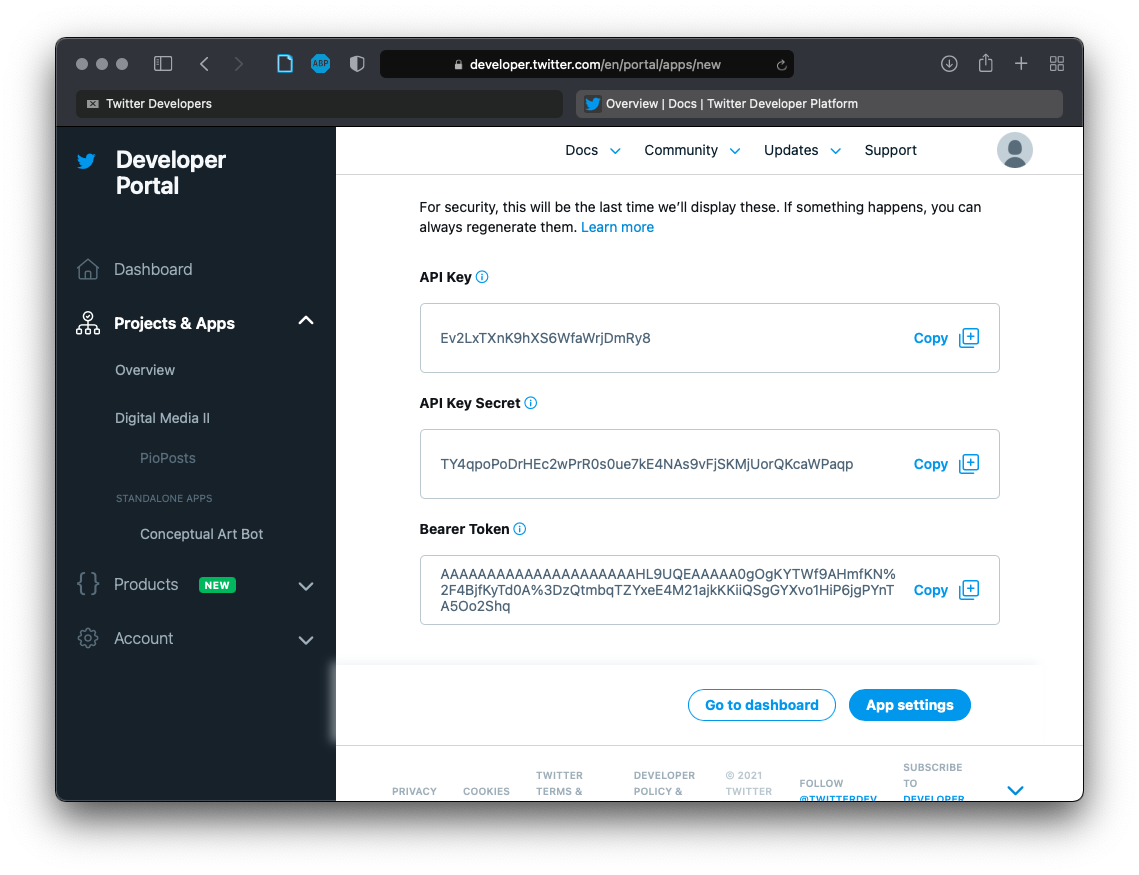 developer.twitter.com/en/portal/apps/new
Twitter Developers
Overview | Docs | Twitter Developer Platform
Developer
Portal
Docs Community Updates Support
Dashboard
Projects & Apps
Overview
Digital Media II
PioPosts
STANDALONE APPS
Conceptual Art Bot
Products NEW
Account
For security, this will be the last time we’ll display these. If something happens, you can
always regenerate them. Learn more
API Key
Ev2LxTXnK9hXS6WfaWrjDmRy8 Copy
API Key Secret
TY4qpoPoDrHEc2wPrR0s0ue7kE4NAs9vFjSKMjUorQKcaWPaqp Copy
Bearer Token
AAAAAAAAAAAAAAAAAAAAAHL9UQEAAAAA0gOgKYTWf9AHmfKN%
2F4BjfKyTd0A%3DzQtmbqTZYxeE4M21ajkKKiiQSgGYXvo1HiP6jgPYnT
A5Oo2Shq
Copy
Go to dashboard App settings
PRIVACY
COOKIES
TWITTER
TERMS &
DEVELOPER
POLICY &
© 2021
TWITTER
FOLLOW
@TWITTERDEV
SUBSCRIBE
TO
DEVELOPER